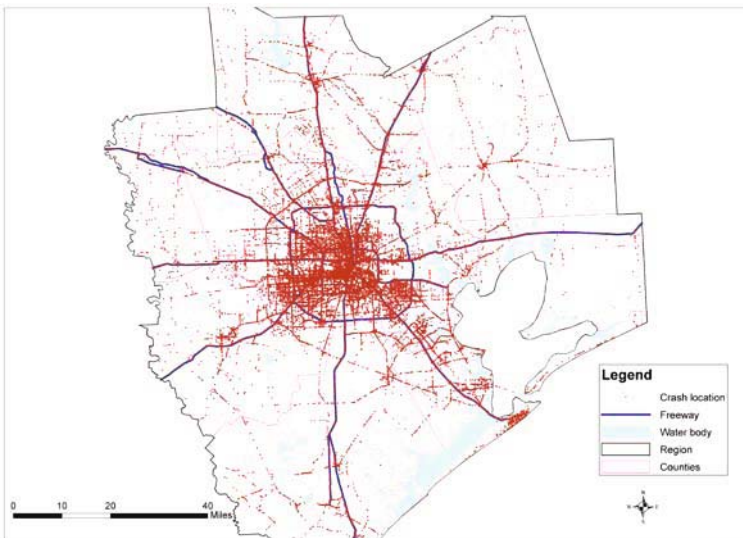 Legend
Crash location
Freeway
Water body
Region
Counties
0 10 20 40
Miles
N
W E
S